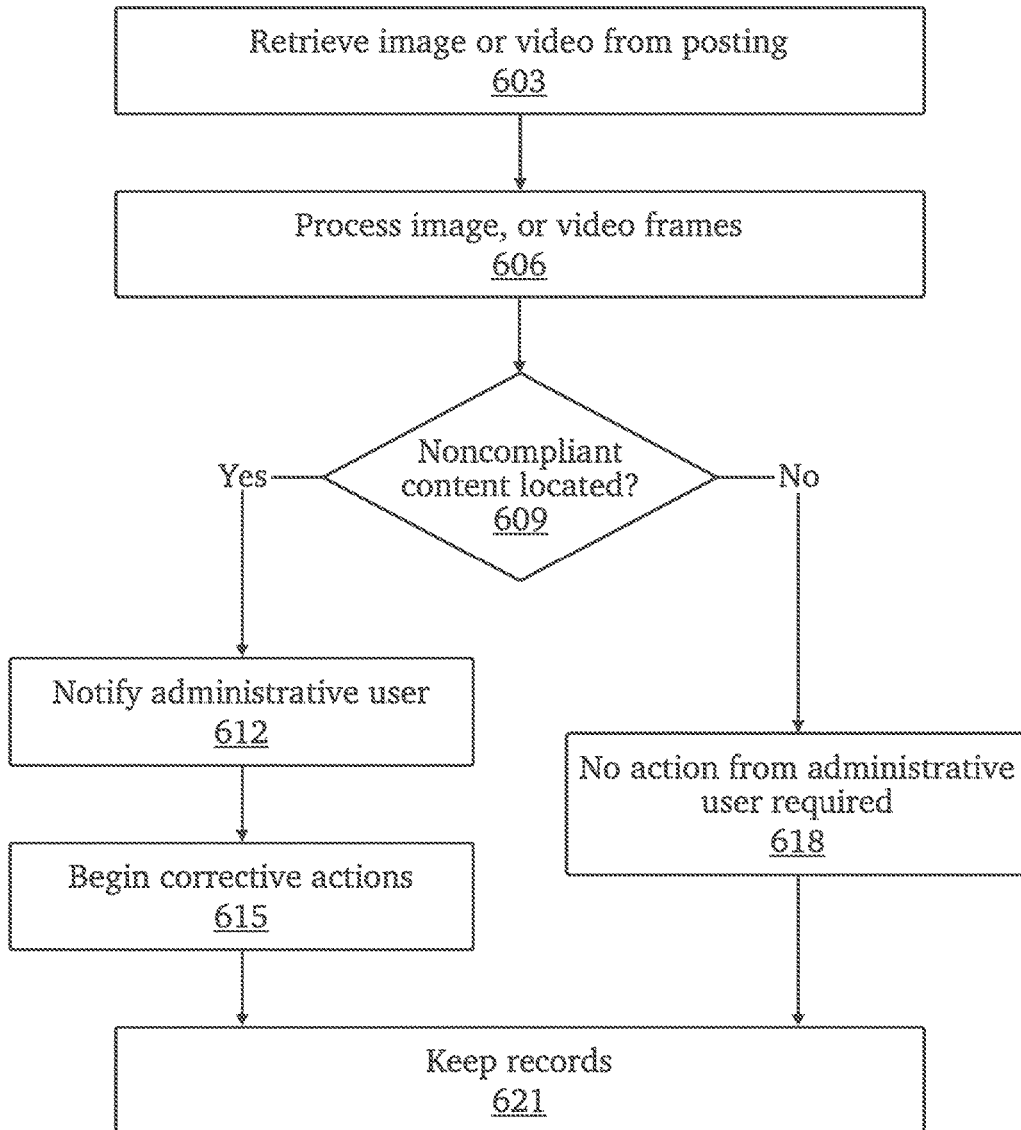 Retrieve image or video from posting
603
Process image, or video frames
606
Noncompliant
content located?
609
Yes
No
Notify administrative user
612
Begin corrective actions
615
No action from administrative
user required
618
Keep records
621